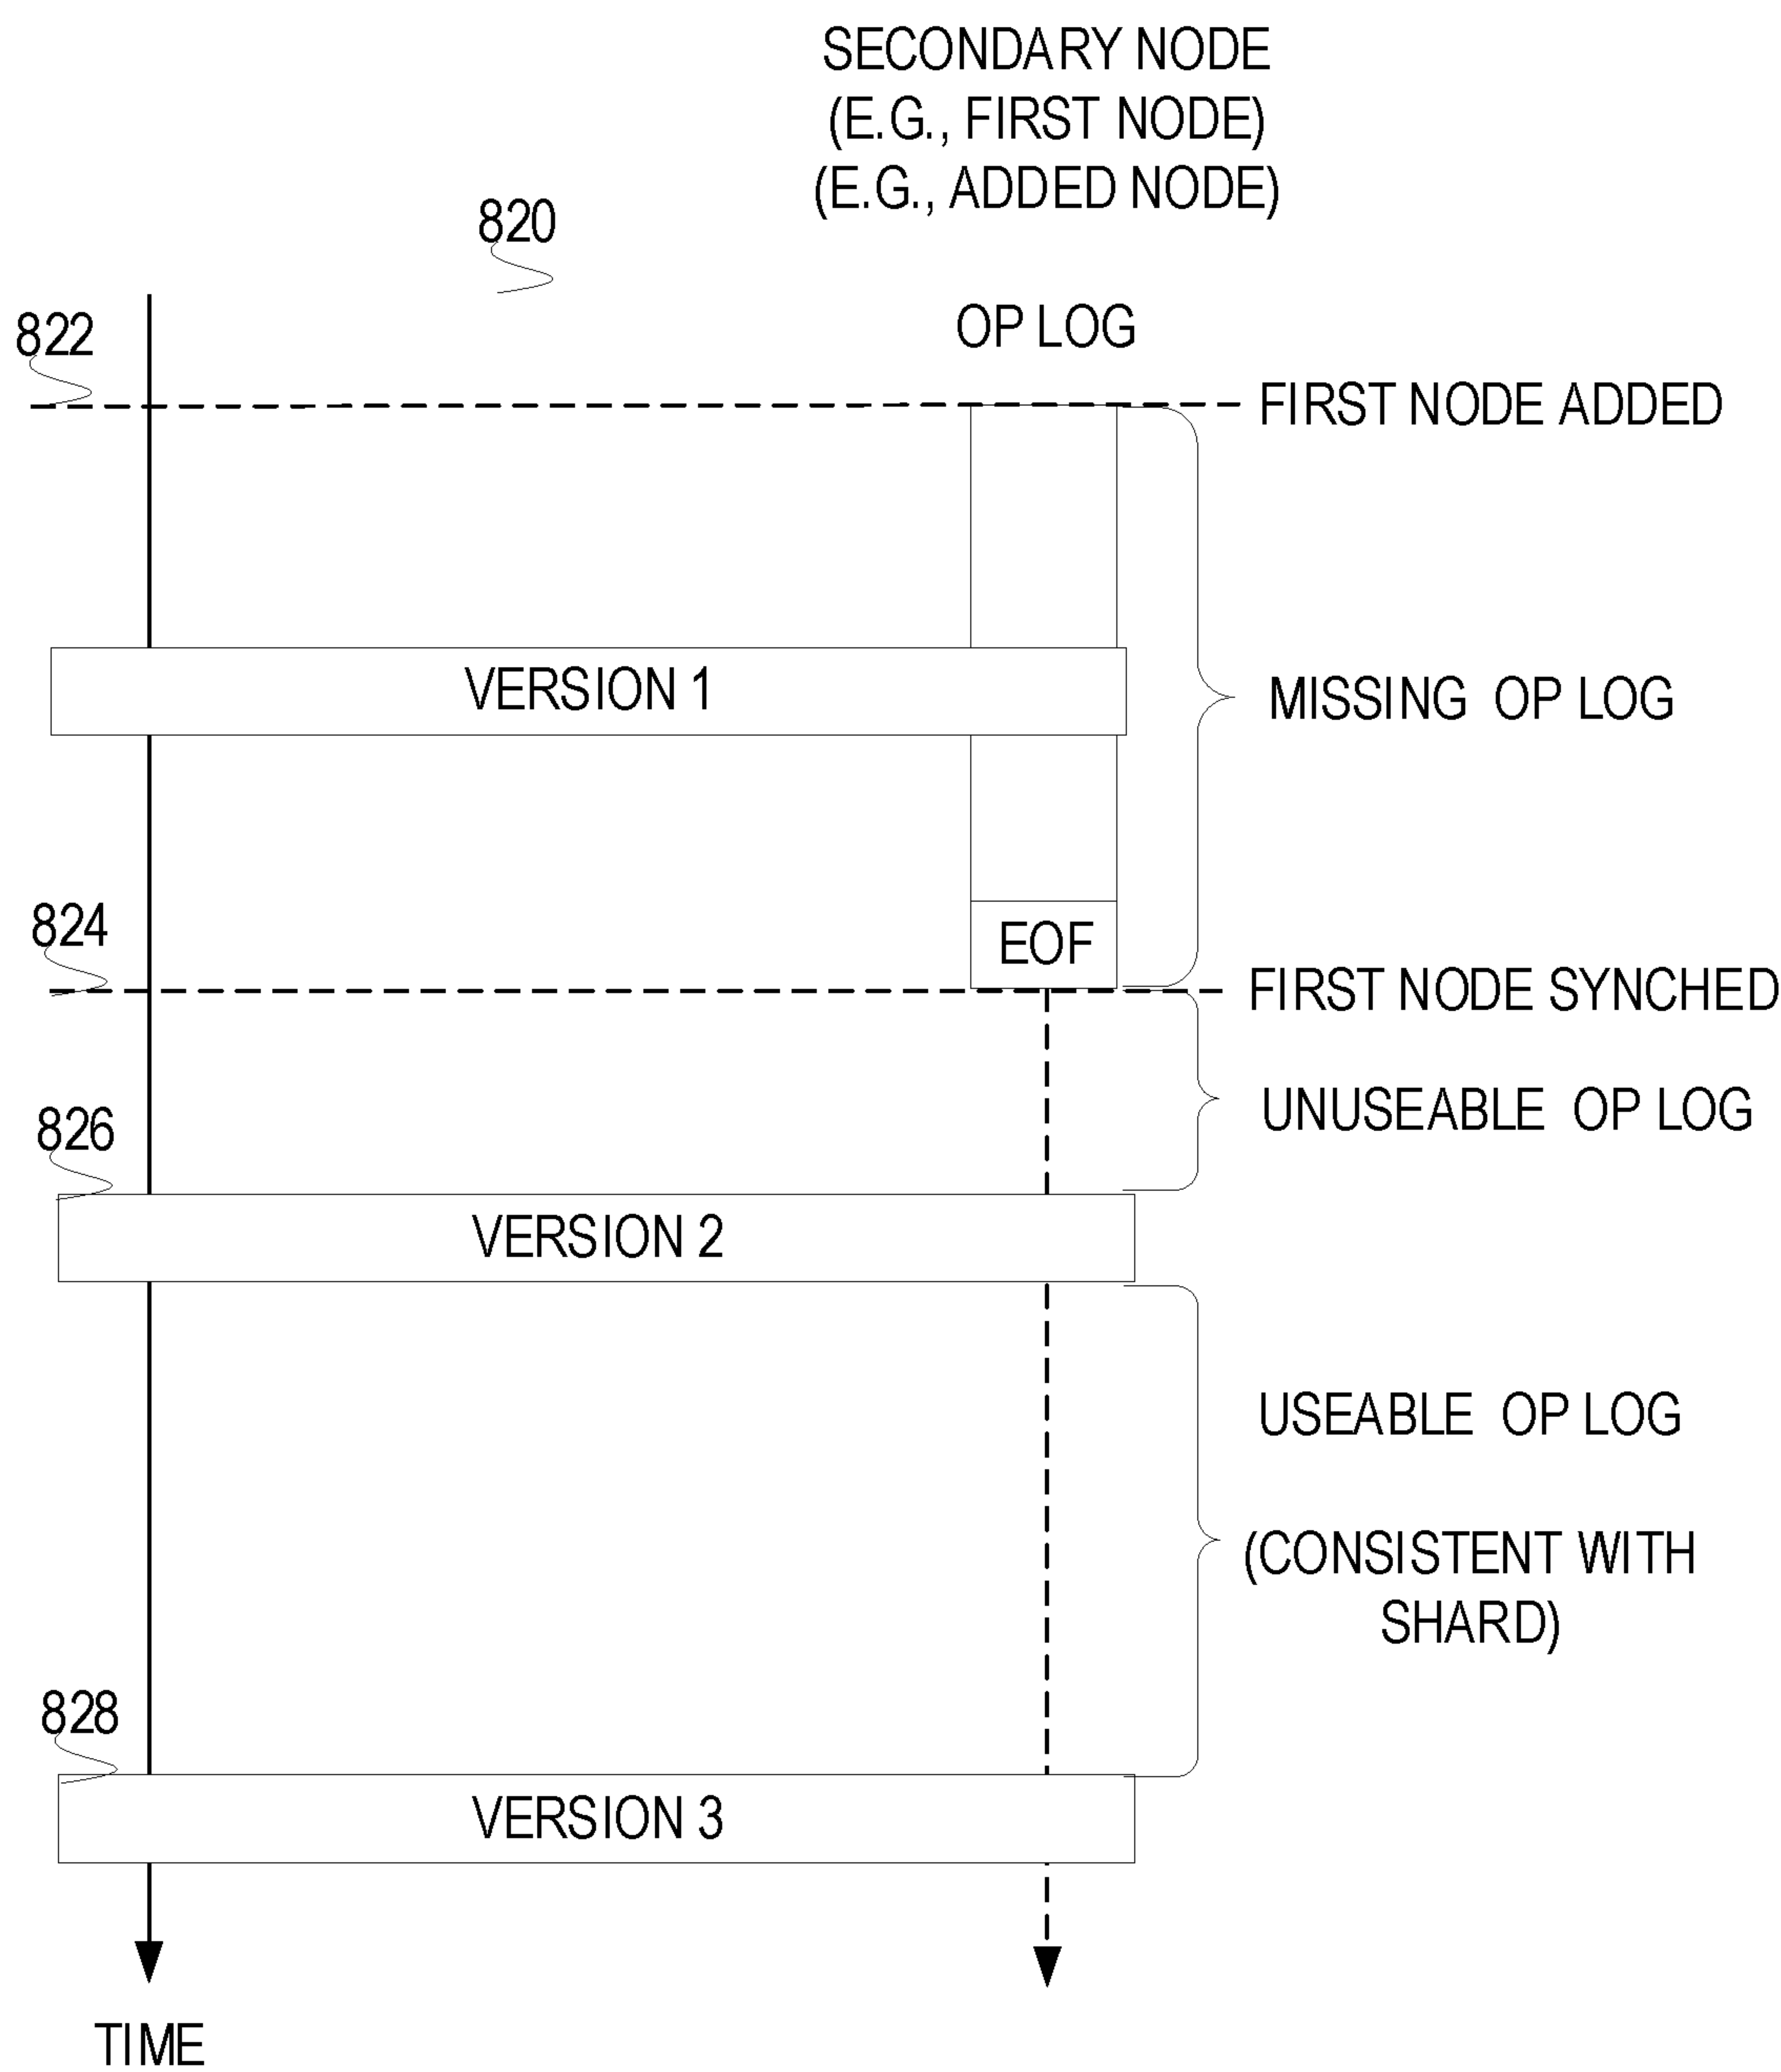 SECONDARY NODE
(E.G., FIRST NODE)
(E.G., ADDED NODE)
820
822
OP LOG
FIRST NODE ADDED
VERSION 1
MISSING OP LOG
824
EOF
FIRST NODE SYNCHED
826
UNUSEABLE OP LOG
VERSION 2
USEABLE OP LOG
(CONSISTENT WITH
SHARD)
828
VERSION 3
TIME